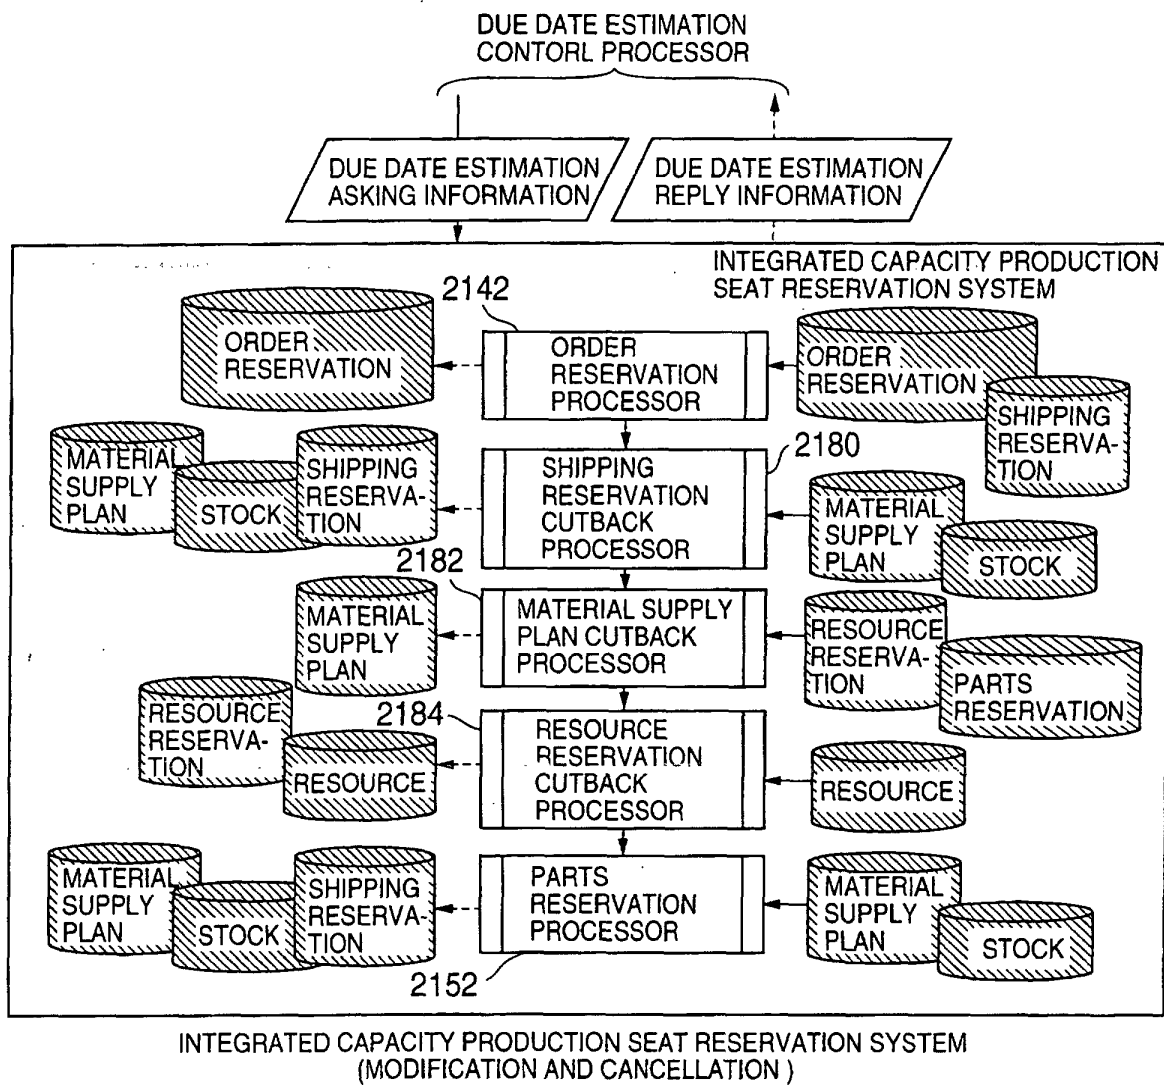 DUE DATE ESTIMATION
CONTORL PROCESSOR
DUE DATE ESTIMATION
ASKING INFORMATION
DUE DATE ESTIMATION
REPLY INFORMATION
INTEGRATED CAPACITY PRODUCTION
SEAT RESERVATION SYSTEM
2142
ORDER
RESERVATION
ORDER
RESERVATION
PROCESSOR
ORDER
RESERVATION
SHIPPING
RESERVA-
TION
MATERIAL
SUPPLY
PLAN
STOCK
SHIPPING
RESERVA-
TION
SHIPPING
RESERVATION
CUTBACK
PROCESSOR
2180
MATERIAL
SUPPLY
PLAN
STOCK
2182
MATERIAL
SUPPLY
PLAN
MATERIAL SUPPLY
PLAN CUTBACK
PROCESSOR
RESOURCE
RESERVA-
TION
PARTS
RESERVATION
2184
RESOURCE
RESERVA-
TION
RESOURCE
RESOURCE
RESERVATION
CUTBACK
PROCESSOR
RESOURCE
MATERIAL
SUPPLY
PLAN
STOCK
SHIPPING
RESERVA-
TION
PARTS
RESERVATION
PROCESSOR
2152
MATERIAL
SUPPLY
PLAN
STOCK
INTEGRATED CAPACITY PRODUCTION SEAT RESERVATION SYSTEM
(MODIFICATION AND CANCELLATION )